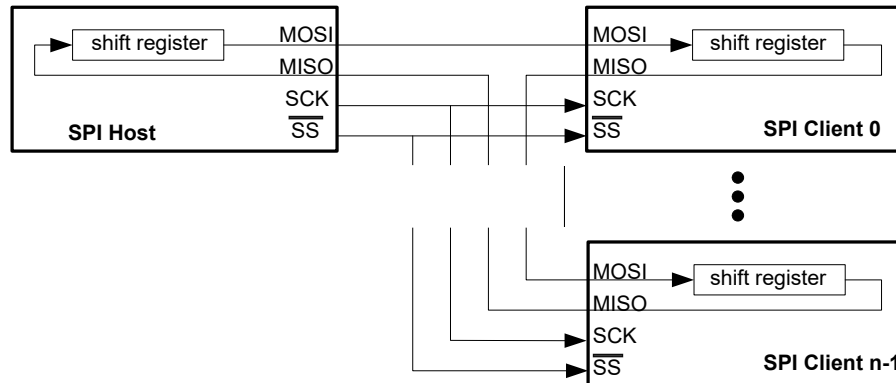 shift register
MOSI
MISO
SCK
SS
SPI Host
MOSI
shift register
MISO
SCK
SS
SPI Client 0
MOSI
shift register
MISO
SCK
SS
SPI Client n-1